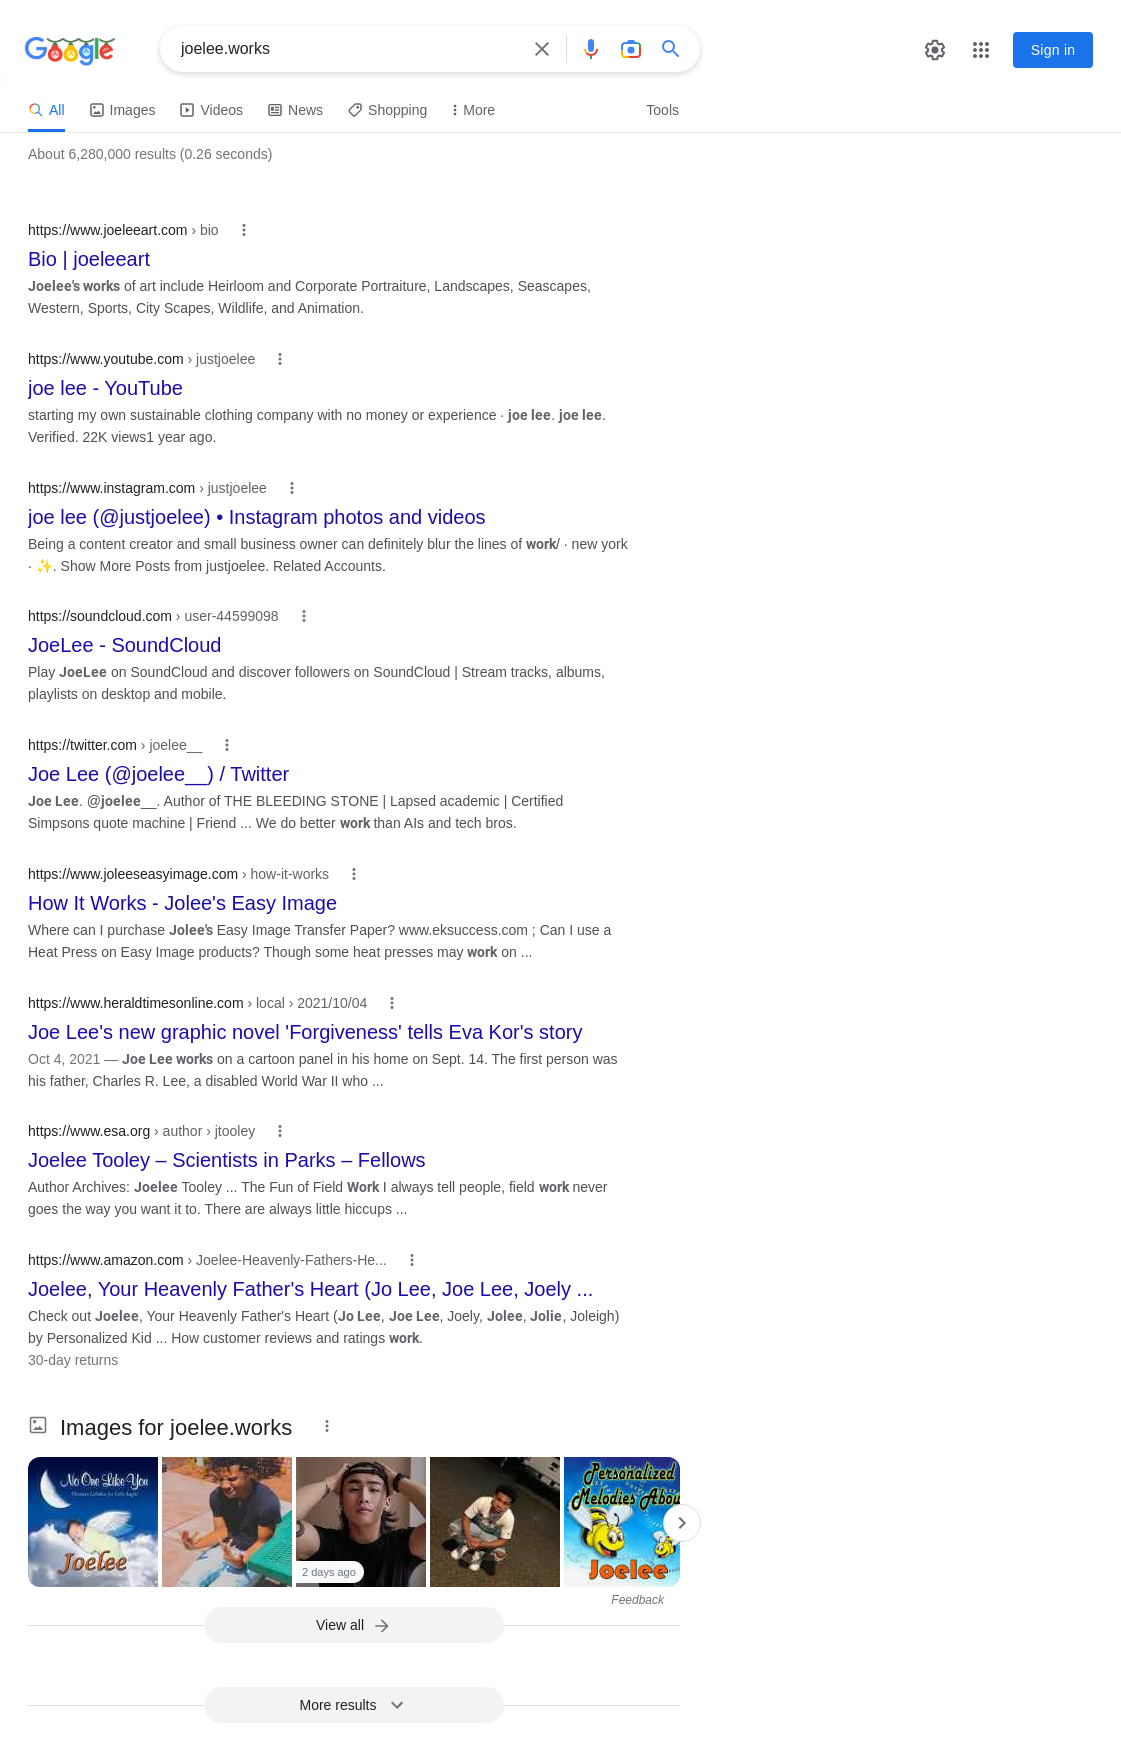 Google
joelee.works
Sign in
All Images Videos News Shopping More Tools
About 6,280,000 results (0.26 seconds)
https://www.joeleeart.com › bio
Bio | joeleeart
Joelee's works of art include Heirloom and Corporate Portraiture, Landscapes, Seascapes,
Western, Sports, City Scapes, Wildlife, and Animation.
https://www.youtube.com › justjoelee
joe lee - YouTube
starting my own sustainable clothing company with no money or experience · joe lee. joe lee.
Verified. 22K views1 year ago.
https://www.instagram.com › justjoelee
joe lee (@justjoelee) • Instagram photos and videos
Being a content creator and small business owner can definitely blur the lines of work/ · new york
· ✨. Show More Posts from justjoelee. Related Accounts.
https://soundcloud.com › user-44599098
JoeLee - SoundCloud
Play JoeLee on SoundCloud and discover followers on SoundCloud | Stream tracks, albums,
playlists on desktop and mobile.
https://twitter.com › joelee__
Joe Lee (@joelee__) / Twitter
Joe Lee. @joelee__. Author of THE BLEEDING STONE | Lapsed academic | Certified
Simpsons quote machine | Friend ... We do better work than AIs and tech bros.
https://www.joleeseasyimage.com › how-it-works
How It Works - Jolee's Easy Image
Where can I purchase Jolee's Easy Image Transfer Paper? www.eksuccess.com ; Can I use a
Heat Press on Easy Image products? Though some heat presses may work on ...
https://www.heraldtimesonline.com › local › 2021/10/04
Joe Lee's new graphic novel 'Forgiveness' tells Eva Kor's story
Oct 4, 2021 — Joe Lee works on a cartoon panel in his home on Sept. 14. The first person was
his father, Charles R. Lee, a disabled World War II who ...
https://www.esa.org › author › jtooley
Joelee Tooley – Scientists in Parks – Fellows
Author Archives: Joelee Tooley ... The Fun of Field Work I always tell people, field work never
goes the way you want it to. There are always little hiccups ...
https://www.amazon.com › Joelee-Heavenly-Fathers-He...
Joelee, Your Heavenly Father's Heart (Jo Lee, Joe Lee, Joely ...
Check out Joelee, Your Heavenly Father's Heart (Jo Lee, Joe Lee, Joely, Jolee, Jolie, Joleigh)
by Personalized Kid ... How customer reviews and ratings work.
30-day returns
Images for joelee.works
No One Like You
Joelee
2 days ago
Personalized
Melodies Abou
Joelee
Feedback
View all
More results